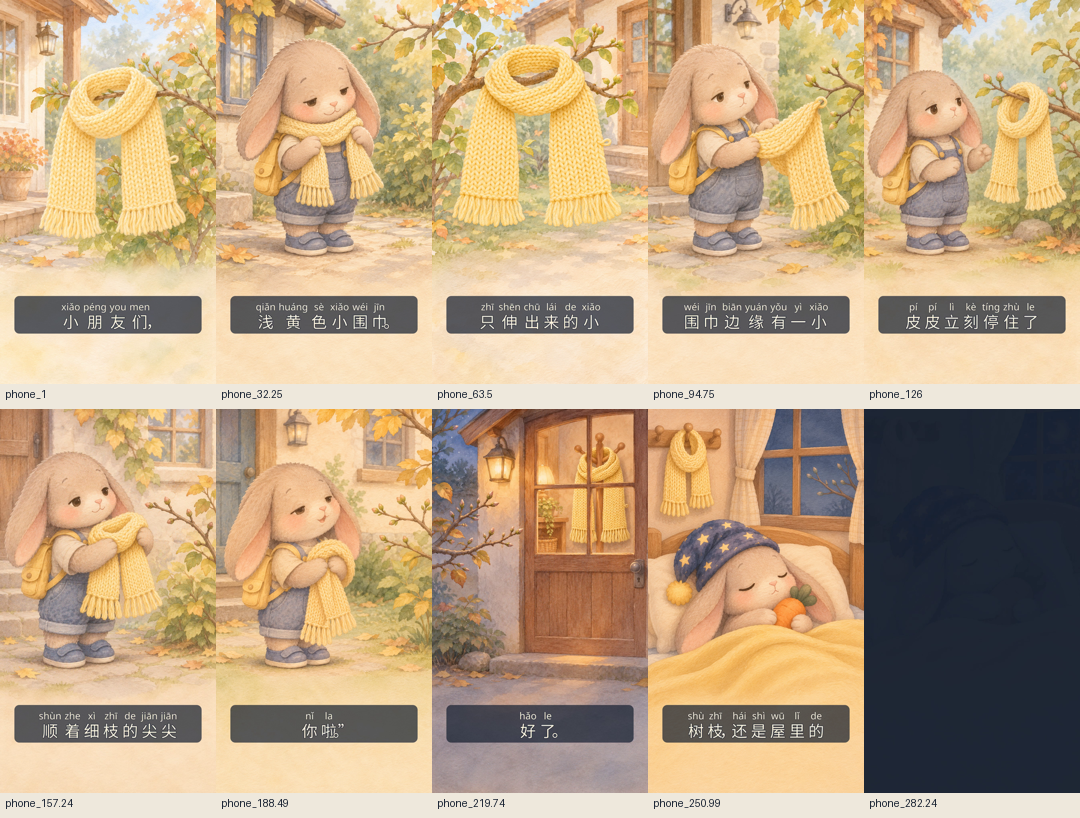 xiǎo péng you men
小朋友们，
phone_1
qiǎn huáng sè xiǎo wéi jīn
浅黄色小围巾。
phone_32.25
zhī shēn chū lái de xiǎo
只伸出来的小
phone_63.5
wéi jīn biān yuán yǒu yì xiǎo
围巾边缘有一小
phone_94.75
pí pí lì kè tíng zhù le
皮皮立刻停住了
phone_126
shùn zhe xì zhī de jiān jiān
顺着细枝的尖尖
phone_157.24
nǐ la
你啦。”
phone_188.49
hǎo le
好了。
phone_219.74
shù zhī hái shì wū lǐ de
树枝，还是屋里的
phone_250.99
phone_282.24